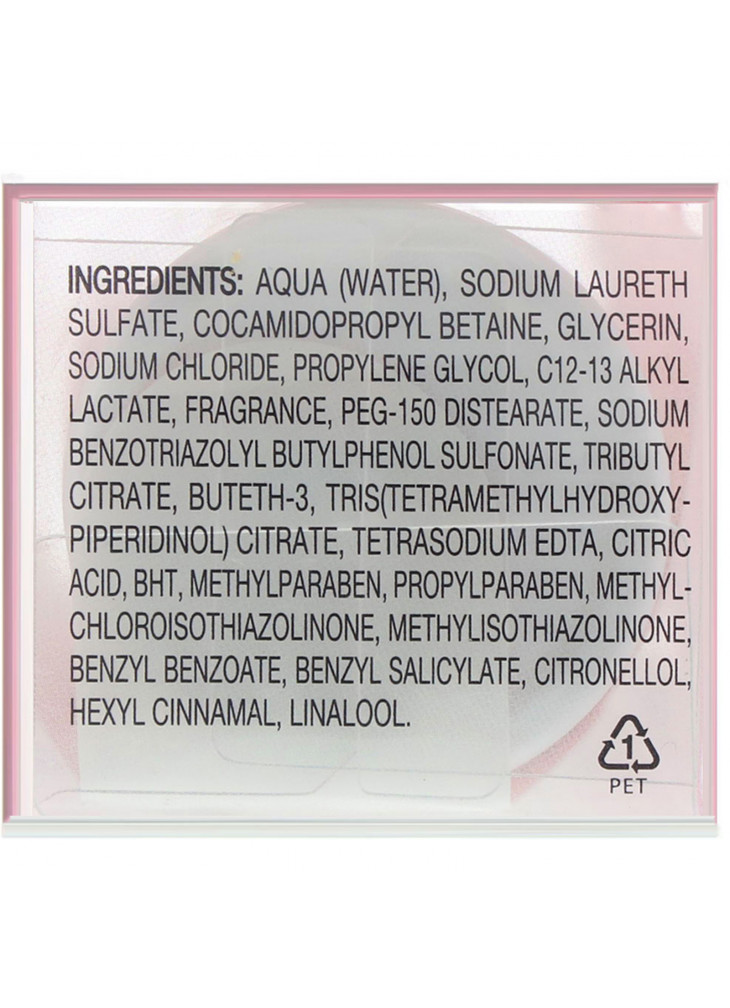 INGREDIENTS: AQUA (WATER), SODIUM LAURETH
SULFATE, COCAMIDOPROPYL BETAINE, GLYCERIN,
SODIUM CHLORIDE, PROPYLENE GLYCOL, C12-13 ALKYL
LACTATE, FRAGRANCE, PEG-150 DISTEARATE, SODIUM
BENZOTRIAZOLYL BUTYLPHENOL SULFONATE, TRIBUTYL
CITRATE, BUTETH-3, TRIS(TETRAMETHYLHYDROXY-
PIPERIDINOL) CITRATE, TETRASODIUM EDTA, CITRIC
ACID, BHT, METHYLPARABEN, PROPYLPARABEN, METHYL-
CHLOROISOTHIAZOLINONE, METHYLISOTHIAZOLINONE,
BENZYL BENZOATE, BENZYL SALICYLATE, CITRONELLOL,
HEXYL CINNAMAL, LINALOOL.
1
PET